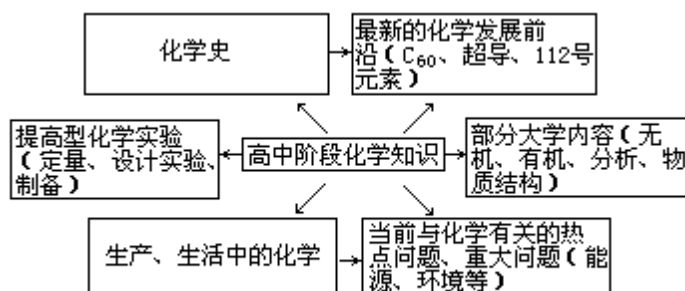 化学史
最新的化学发展前
沿(C₆₀、超导、112号
元素)
提高型化学实验
(定量、设计实验、
制备)
高中阶段化学知识
部分大学内容(无
机、有机、分析、物
质结构)
生产、生活中的化学
当前与化学有关的热
点问题、重大问题(能
源、环境等)